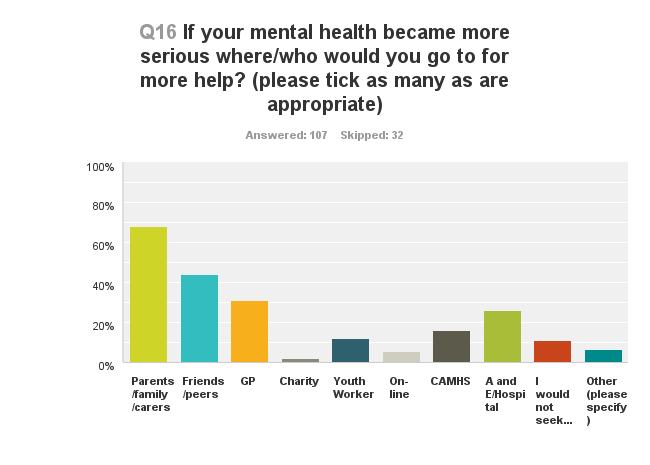 Q16 If your mental health became more
serious where/who would you go to for
more help? (please tick as many as are
appropriate)
Answered: 107 Skipped: 32
100%
80%
60%
40%
20%
0%
Parents
/family
/carers
Friends
/peers
GP
Charity
Youth
Worker
On-
line
CAMHS
A and
E/Hospi
tal
I
would
not
seek...
Other
(please
specify
)